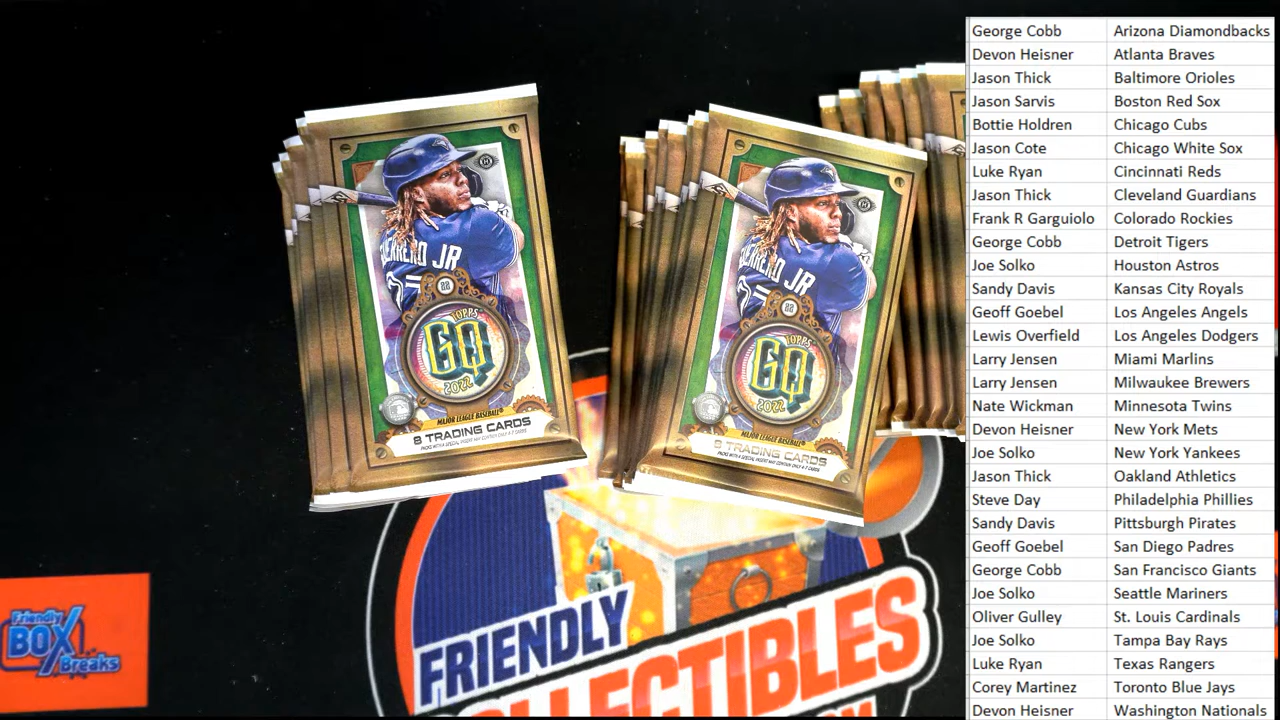 GUERRERO JR
22
TOPPS
GQ
2022
MAJOR LEAGUE BASEBALL
8 TRADING CARDS
GUERRERO JR
22
TOPPS
GQ
2022
MAJOR LEAGUE BASEBALL
8 TRADING CARDS
Friendly
BOX
Breaks
FRIENDLY
COLLECTIBLES
George Cobb Arizona Diamondbacks
Devon Heisner Atlanta Braves
Jason Thick Baltimore Orioles
Jason Sarvis Boston Red Sox
Bottie Holdren Chicago Cubs
Jason Cote Chicago White Sox
Luke Ryan Cincinnati Reds
Jason Thick Cleveland Guardians
Frank R Garguiolo Colorado Rockies
George Cobb Detroit Tigers
Joe Solko Houston Astros
Sandy Davis Kansas City Royals
Geoff Goebel Los Angeles Angels
Lewis Overfield Los Angeles Dodgers
Larry Jensen Miami Marlins
Larry Jensen Milwaukee Brewers
Nate Wickman Minnesota Twins
Devon Heisner New York Mets
Joe Solko New York Yankees
Jason Thick Oakland Athletics
Steve Day Philadelphia Phillies
Sandy Davis Pittsburgh Pirates
Geoff Goebel San Diego Padres
George Cobb San Francisco Giants
Joe Solko Seattle Mariners
Oliver Gulley St. Louis Cardinals
Joe Solko Tampa Bay Rays
Luke Ryan Texas Rangers
Corey Martinez Toronto Blue Jays
Devon Heisner Washington Nationals